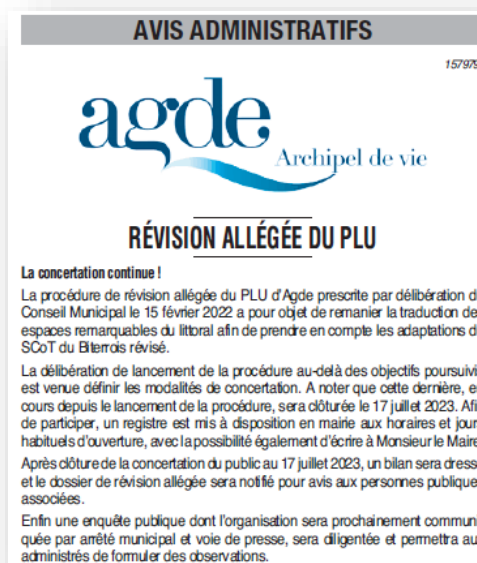 AVIS ADMINISTRATIFS
157979
agde
Archipel de vie
RÉVISION ALLÉGÉE DU PLU
La concertation continue !
La procédure de révision allégée du PLU d'Agde prescrite par délibération d
Conseil Municipal le 15 février 2022 a pour objet de remanier la traduction de
espaces remarquables du littoral afin de prendre en compte les adaptations d
SCoT du Biterrois révisé.
La délibération de lancement de la procédure au-delà des objectifs poursuivi
est venue définir les modalités de concertation. A noter que cette dernière, e
cours depuis le lancement de la procédure, sera clôturée le 17 juillet 2023. Afi
de participer, un registre est mis à disposition en mairie aux horaires et jour
habituels d'ouverture, avec la possibilité également d'écrire à Monsieur le Maire
Après clôture de la concertation du public au 17 juillet 2023, un bilan sera dress
et le dossier de révision allégée sera notifié pour avis aux personnes publique
associées.
Enfin une enquête publique dont l'organisation sera prochainement commun
quée par arrêté municipal et voie de presse, sera diligentée et permettra au
administrés de formuler des observations.